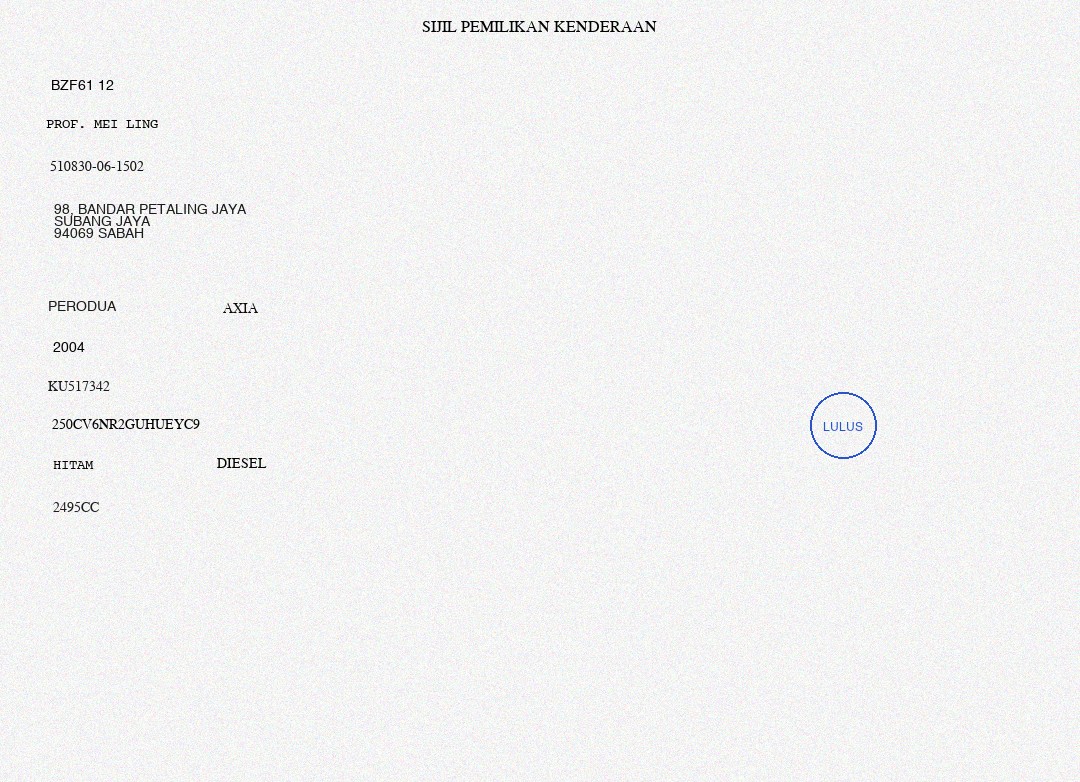 SIJIL PEMILIKAN KENDERAAN
BZF61 12
PROF. MEI LING
510830-06-1502
98, BANDAR PETALING JAYA
SUBANG JAYA
94069 SABAH
PERODUA AXIA
2004
KU517342
250CV6NR2GUHUEYC9
LULUS
HITAM DIESEL
2495CC